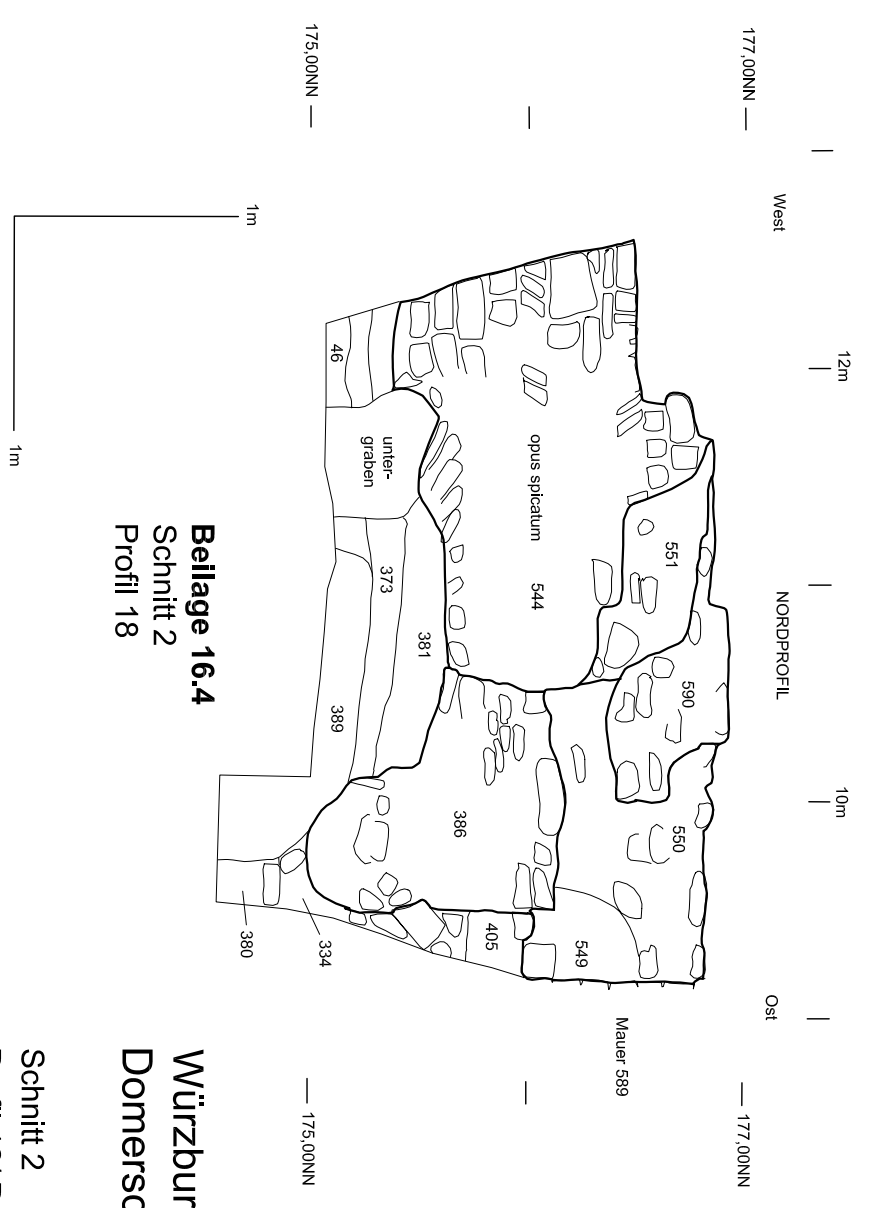 NORDPROFIL
West
Ost
12m
10m
177,00NN
177,00NN
175,00NN
175,00NN
Mauer 589
551
590
550
opus spicatum
544
549
386
405
381
373
unter-
graben
46
389
334
380
1m
1m
Beilage 16.4
Schnitt 2
Profil 18
Würzbur
Domersc
Schnitt 2